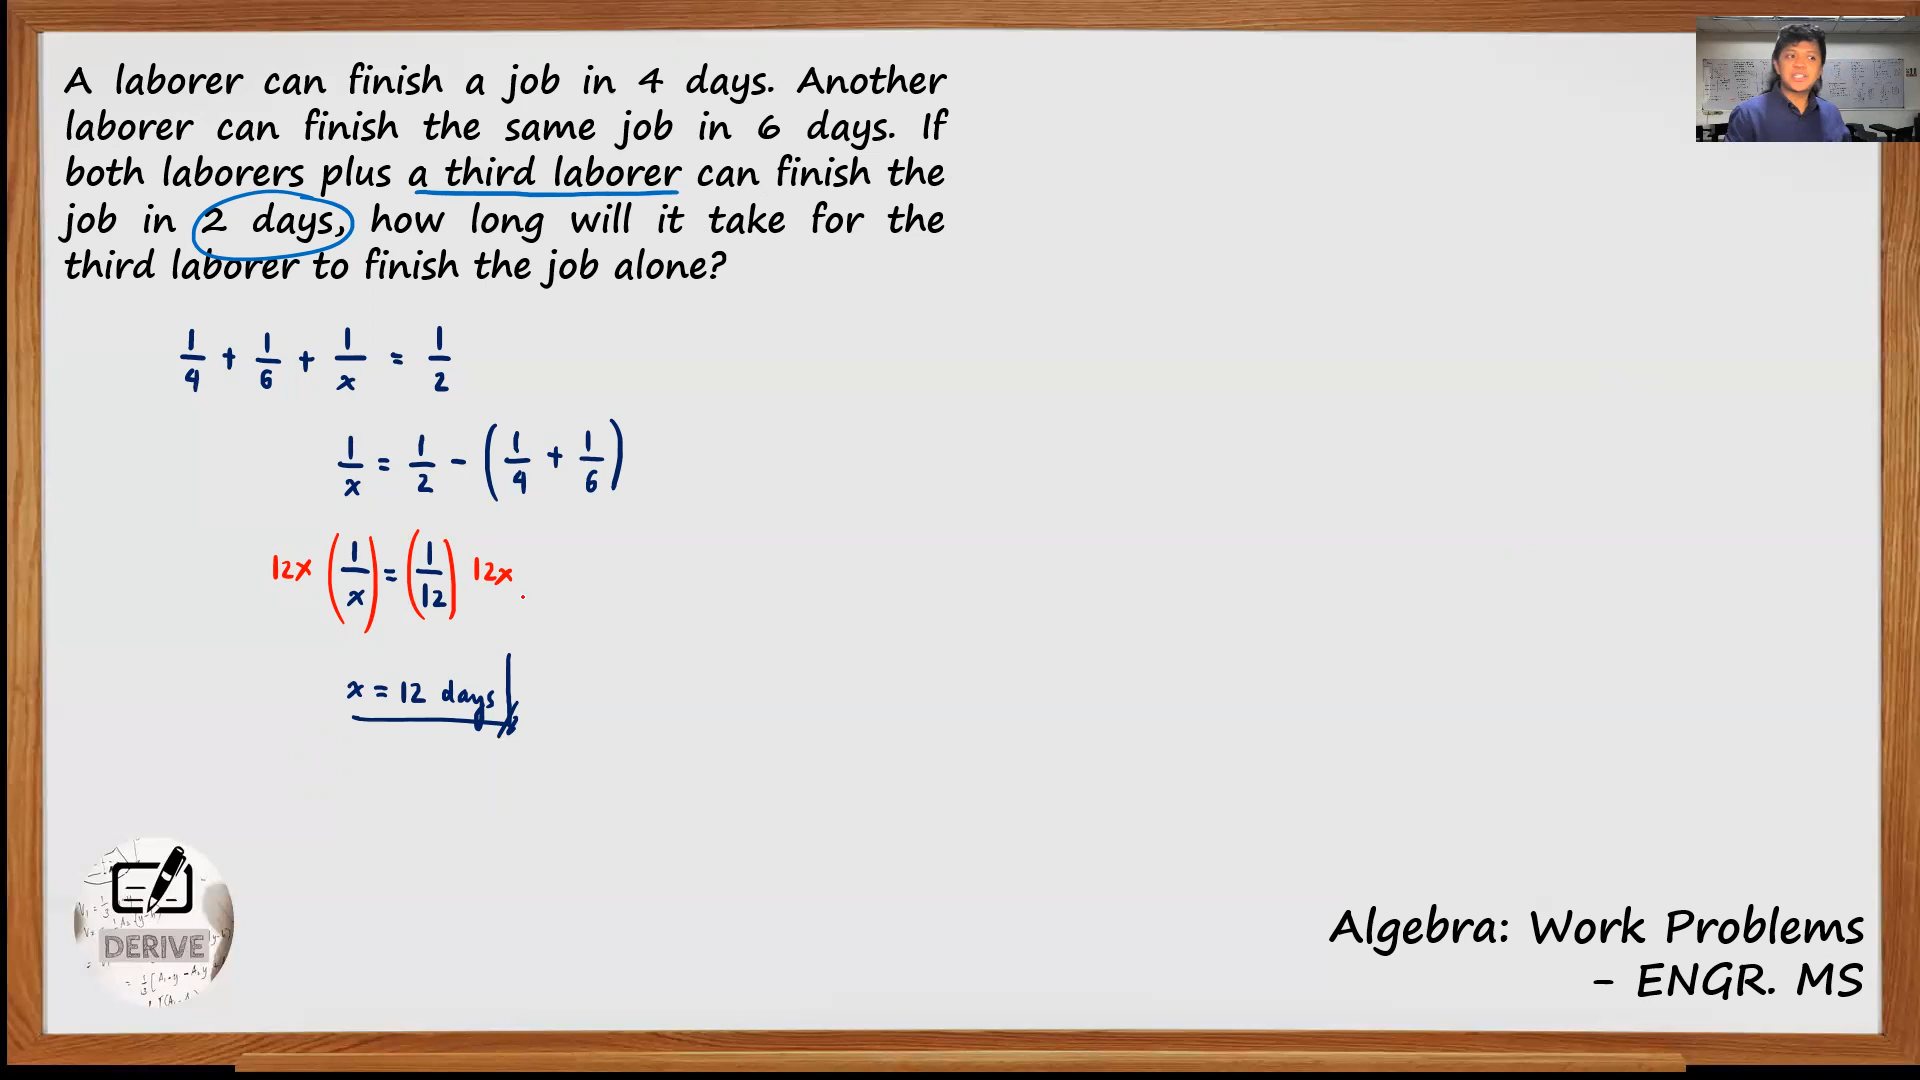 A laborer can finish a job in 4 days. Another
laborer can finish the same job in 6 days. If
both laborers plus a third laborer can finish the
job in 2 days, how long will it take for the
third laborer to finish the job alone?
1/4 + 1/6 + 1/x = 1/2
1/x = 1/2 - (1/4 + 1/6)
12x (1/x) = (1/12) 12x
x = 12 days
DERIVE
Algebra: Work Problems
- ENGR. MS